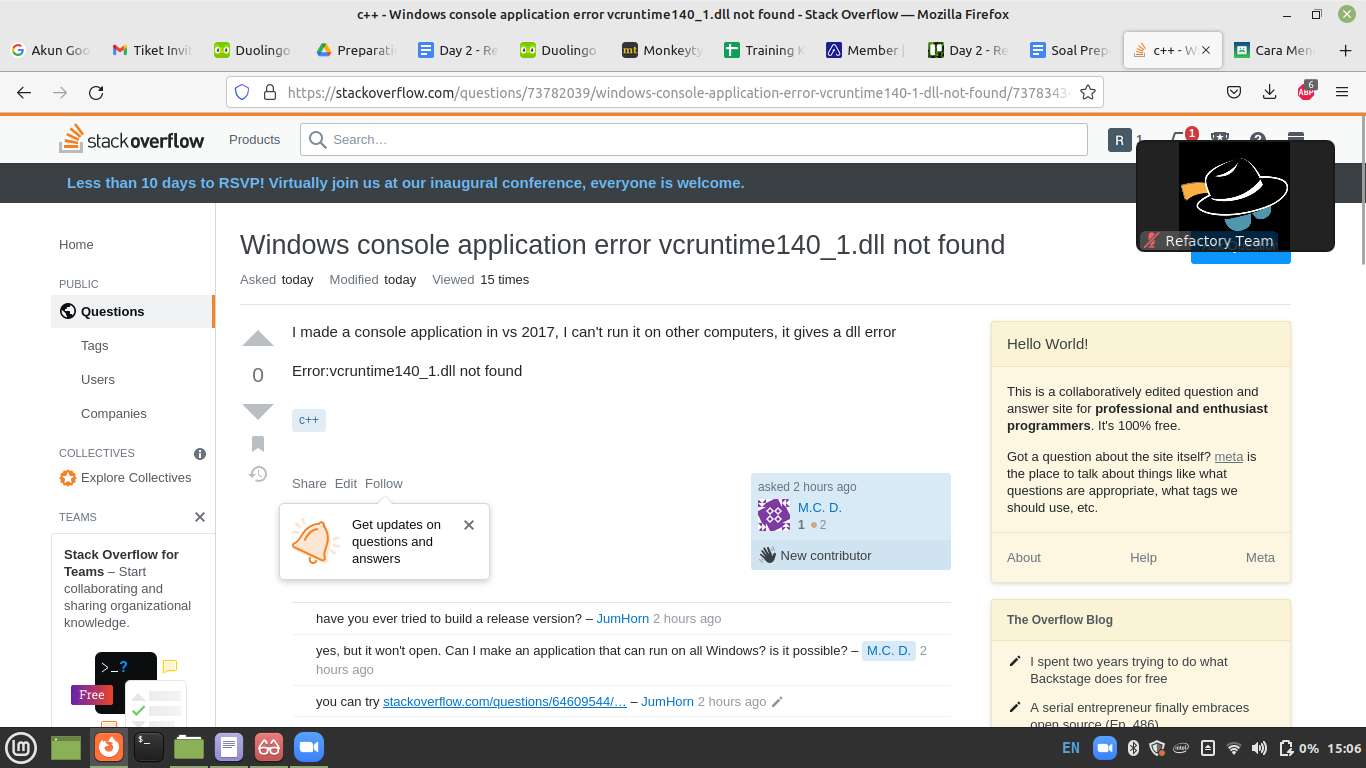 c++ - Windows console application error vcruntime140_1.dll not found - Stack Overflow — Mozilla Firefox
Akun Goo
Tiket Invit
Duolingo
Preparati
Day 2 - Re
Duolingo
Monkeyty
Training K
Member |
Day 2 - Re
Soal Prep
c++ - W
Cara Men
https://stackoverflow.com/questions/73782039/windows-console-application-error-vcruntime140-1-dll-not-found/7378343
ABP
6
stackoverflow
Products
Search…
R
1
1
Less than 10 days to RSVP! Virtually join us at our inaugural conference, everyone is welcome.
Refactory Team
Home
PUBLIC
Questions
Tags
Users
Companies
COLLECTIVES
Explore Collectives
TEAMS
Stack Overflow for
Teams – Start
collaborating and
sharing organizational
knowledge.
>_?
Free
Windows console application error vcruntime140_1.dll not found
Asked today Modified today Viewed 15 times
0
I made a console application in vs 2017, I can't run it on other computers, it gives a dll error
Error:vcruntime140_1.dll not found
c++
Share Edit Follow
Get updates on
questions and
answers
asked 2 hours ago
M.C. D.
1 2
New contributor
have you ever tried to build a release version? – JumHorn 2 hours ago
yes, but it won't open. Can I make an application that can run on all Windows? is it possible? – M.C. D. 2
hours ago
you can try stackoverflow.com/questions/64609544/… – JumHorn 2 hours ago
Hello World!
This is a collaboratively edited question and
answer site for professional and enthusiast
programmers. It's 100% free.
Got a question about the site itself? meta is
the place to talk about things like what
questions are appropriate, what tags we
should use, etc.
About Help Meta
The Overflow Blog
I spent two years trying to do what
Backstage does for free
A serial entrepreneur finally embraces
open source (Ep. 486)
EN
intel
0%
15:06